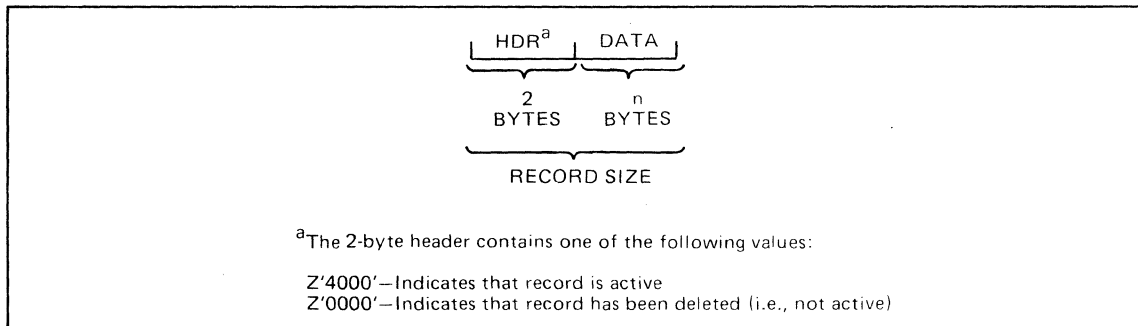 HDRa DATA
2 n
BYTES BYTES
RECORD SIZE
aThe 2-byte header contains one of the following values:
Z'4000'—Indicates that record is active
Z'0000'—Indicates that record has been deleted (i.e., not active)